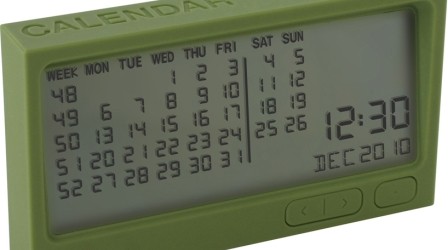 CALENDAR
WEEK MON TUE WED THU FRI SAT SUN
48 1 2 3 4 5
49 6 7 8 9 10 11 12
50 13 14 15 16 17 18 19
51 20 21 22 23 24 25 26
52 27 28 29 30 31
12:30
DEC 2010